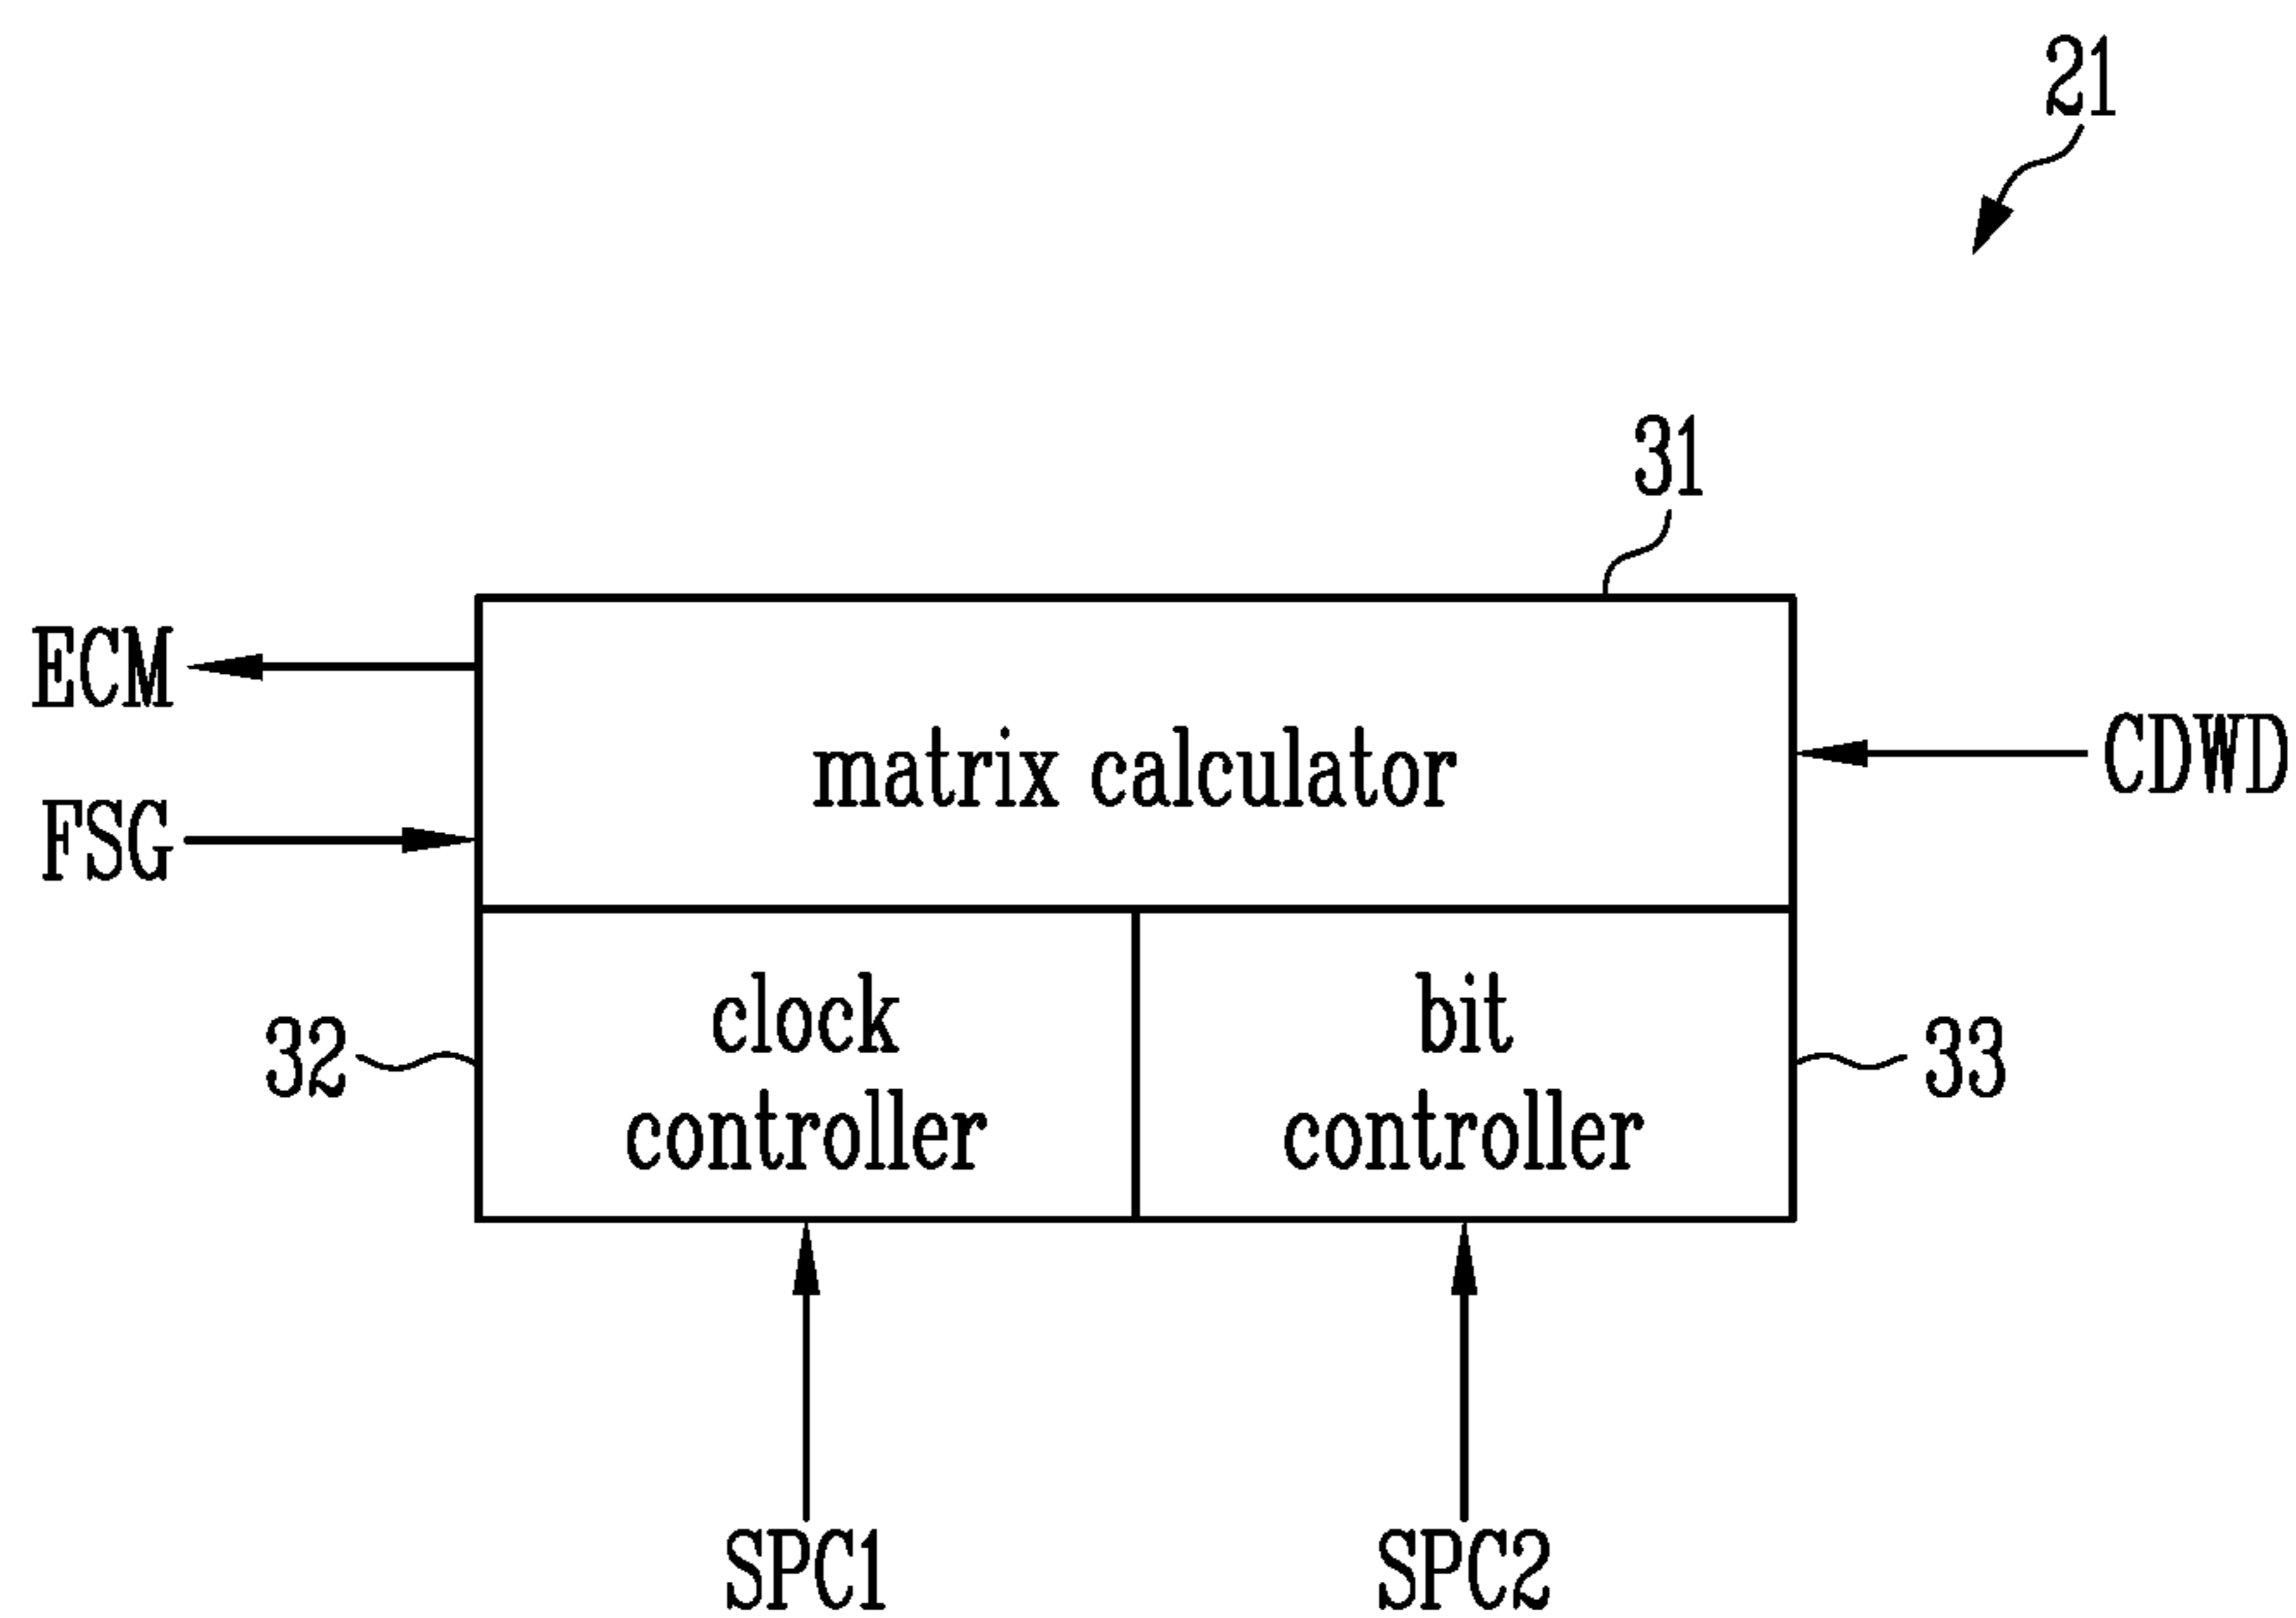 21
31
ECM
matrix calculator
CDWD
FSG
clock
controller
bit
controller
32
33
SPC1
SPC2